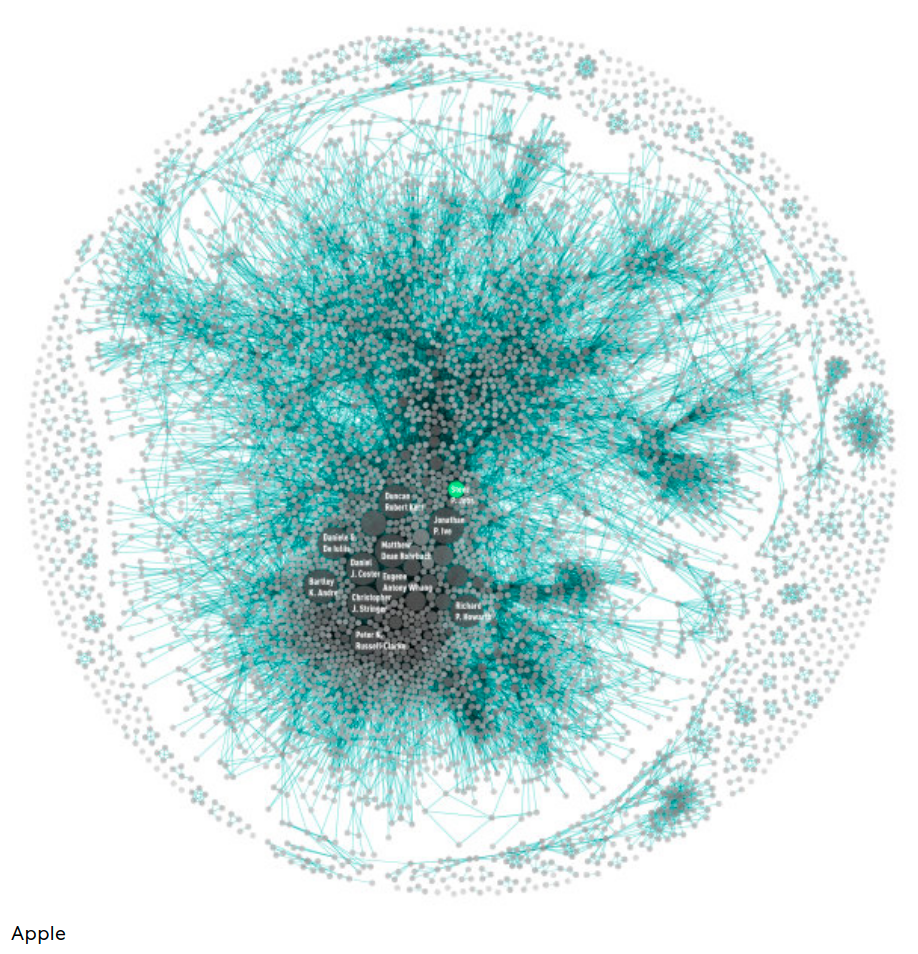 Steve
P. Jobs
Duncan
Robert Kerr
Jonathan
P. Ive
Daniele G.
De Iuliis
Matthew
Dean Rohrbach
Daniel
J. Coster
Eugene
Antony Whang
Bartley
K. Andre
Christopher
J. Stringer
Richard
P. Howarth
Peter N.
Russell-Clarke
Apple